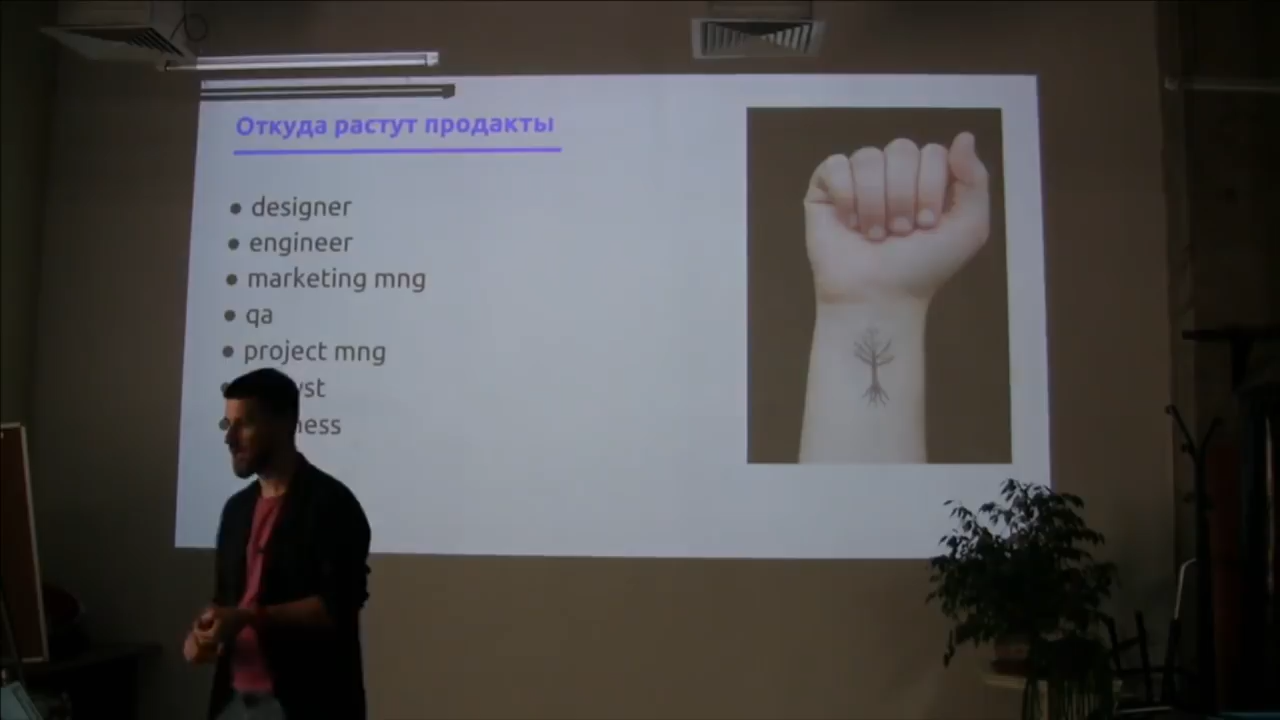 Откуда растут продакты
designer
engineer
marketing mng
qa
project mng